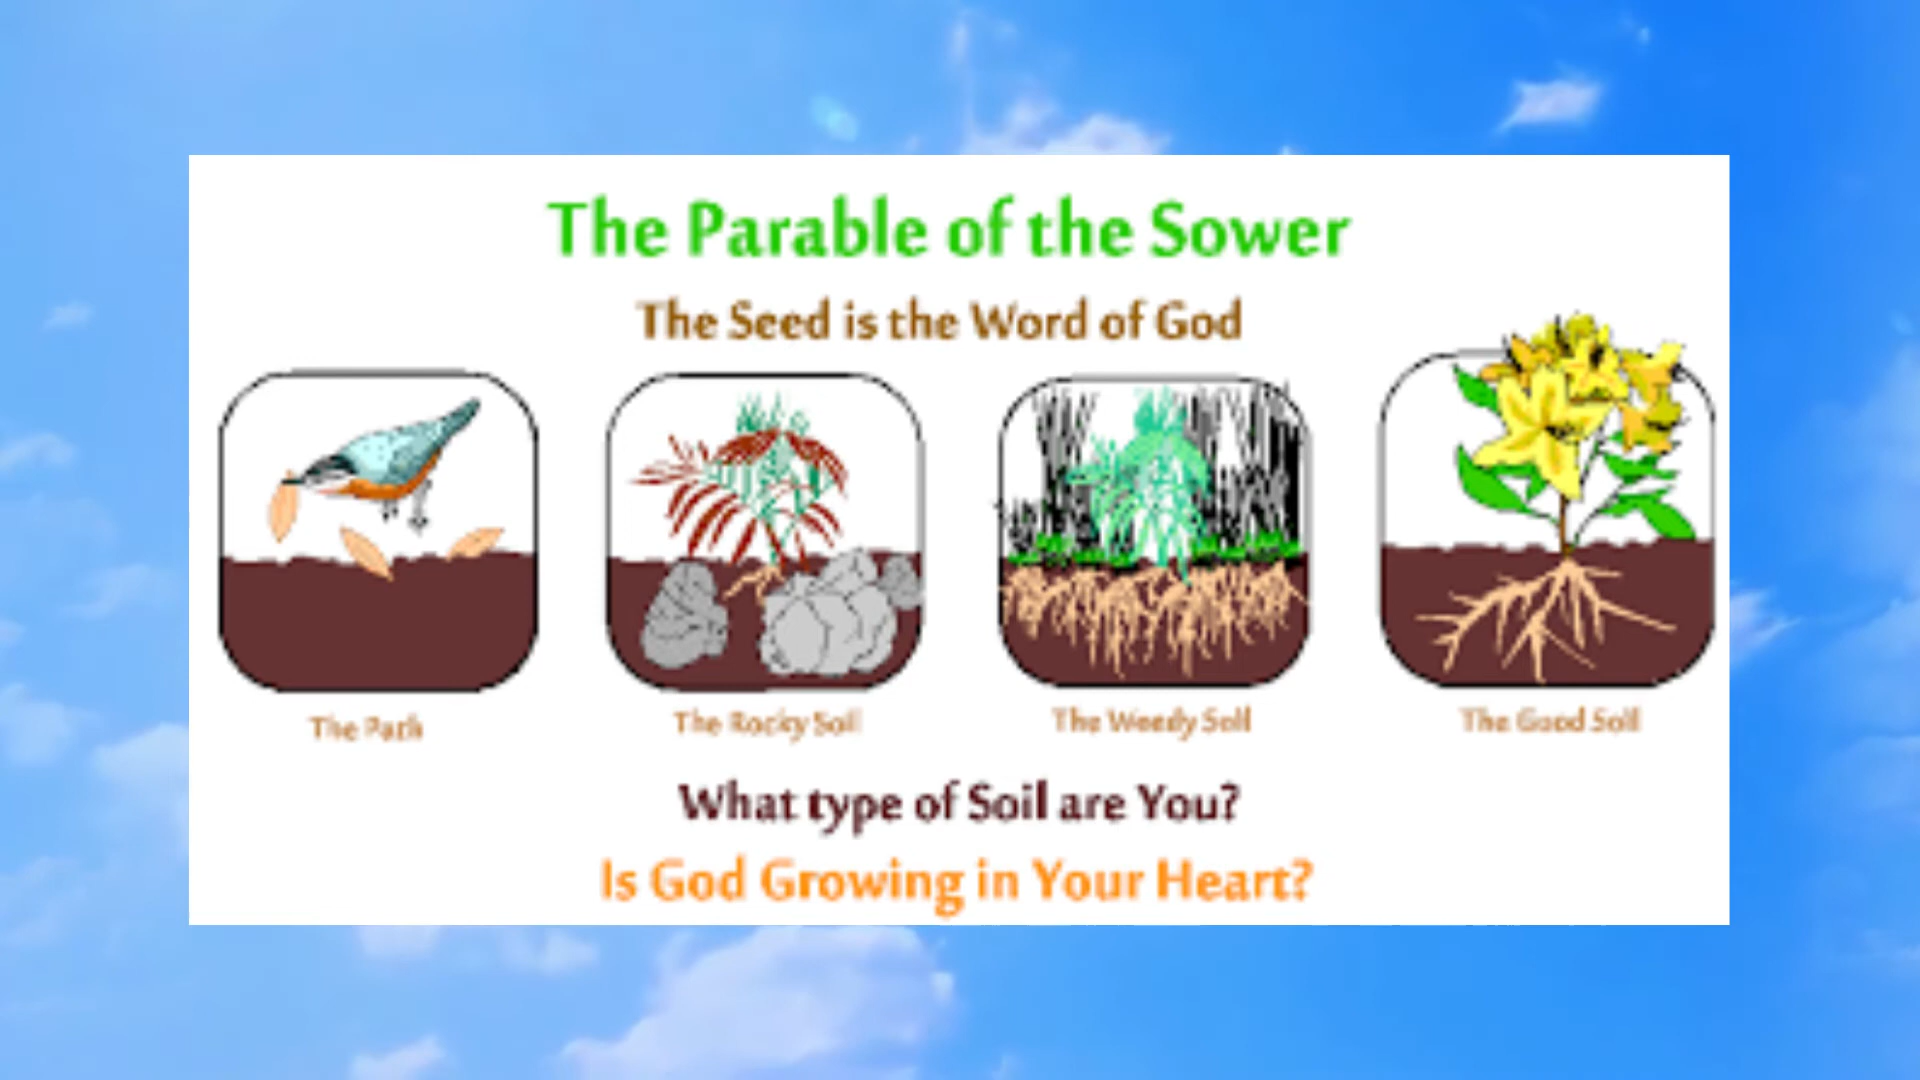 The Parable of the Sower
The Seed is the Word of God
The Path
The Rocky Soil
The Weedy Soil
The Good Soil
What type of Soil are You?
Is God Growing in Your Heart?